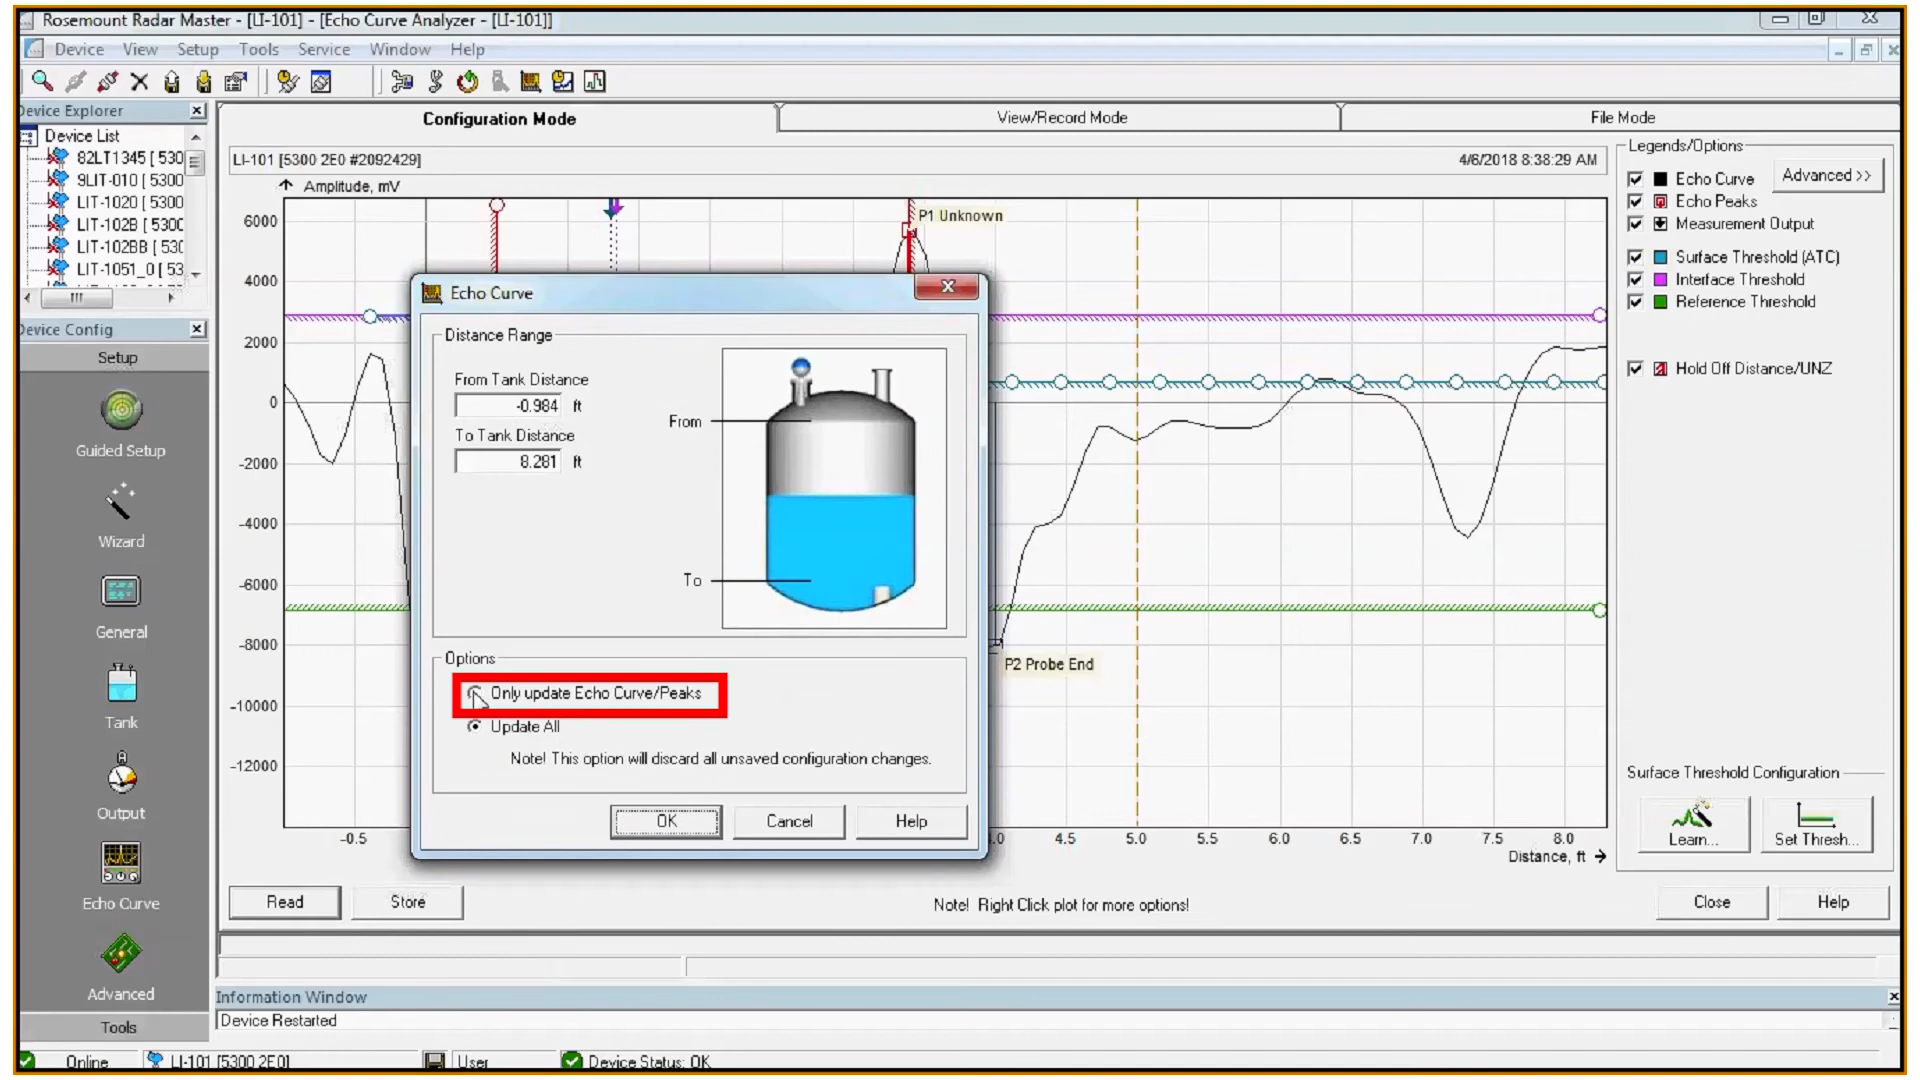 Rosemount Radar Master - [LI-101] - [Echo Curve Analyzer - [LI-101]]
Device View Setup Tools Service Window Help
Device Explorer
Device List
82LT1345 [ 530
9LIT-010 [ 5300
LIT-1020 [ 5300
LIT-102B [ 5300
LIT-102BB [ 530
LIT-1051_0 [ 53
Device Config
Setup
Guided Setup
Wizard
General
Tank
Output
Echo Curve
Advanced
Tools
Configuration Mode
View/Record Mode
File Mode
LI-101 [5300 2E0 #2092429]
4/6/2018 8:38:29 AM
Amplitude, mV
6000
4000
2000
0
-2000
-4000
-6000
-8000
-10000
-12000
P1 Unknown
P2 Probe End
-0.5
.0
4.5
5.0
5.5
6.0
6.5
7.0
7.5
8.0
Distance, ft
Echo Curve
Distance Range
From Tank Distance
-0.984 ft
To Tank Distance
8.281 ft
From
To
Options
Only update Echo Curve/Peaks
Update All
Note! This option will discard all unsaved configuration changes.
OK
Cancel
Help
Legends/Options
Advanced >>
Echo Curve
Echo Peaks
Measurement Output
Surface Threshold (ATC)
Interface Threshold
Reference Threshold
Hold Off Distance/UNZ
Surface Threshold Configuration
Learn...
Set Thresh...
Read
Store
Note! Right Click plot for more options!
Close
Help
Information Window
Device Restarted
Online
LI-101 [5300 2E0]
User
Device Status: OK